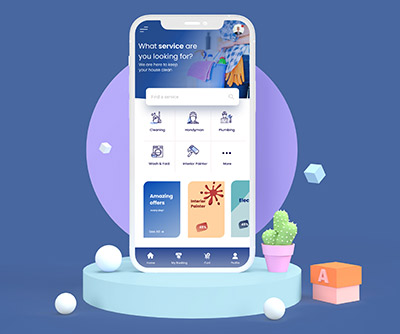 What service are
you looking for?
We are here to keep
your house clean
Find a service
Cleaning
Handyman
Plumbing
Wash & Fold
Interior Painter
More
Amazing
offers
Interior
Painter
Elec
Home
My Booking
Cart
Profile
A